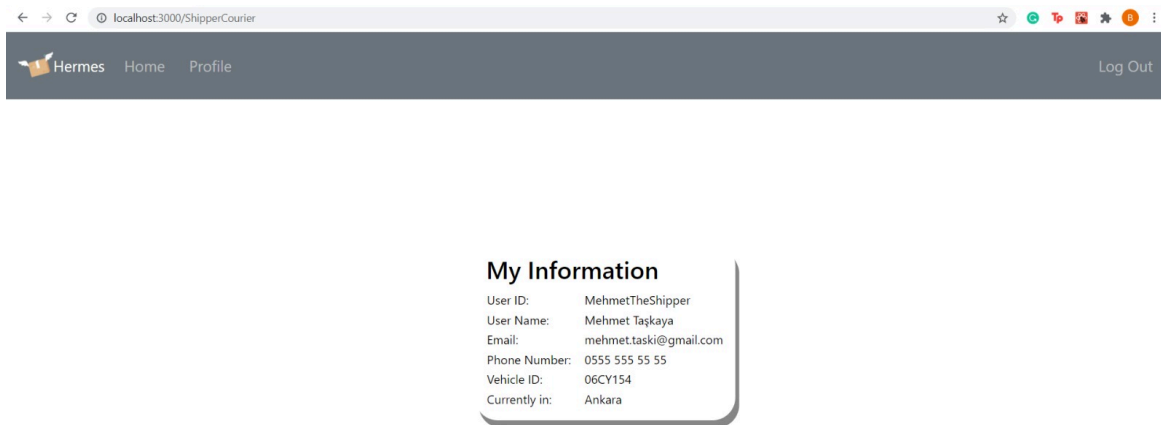 localhost:3000/ShipperCourier
Tp
B
Hermes Home Profile Log Out
My Information
User ID: MehmetTheShipper
User Name: Mehmet Taşkaya
Email: mehmet.taski@gmail.com
Phone Number: 0555 555 55 55
Vehicle ID: 06CY154
Currently in: Ankara